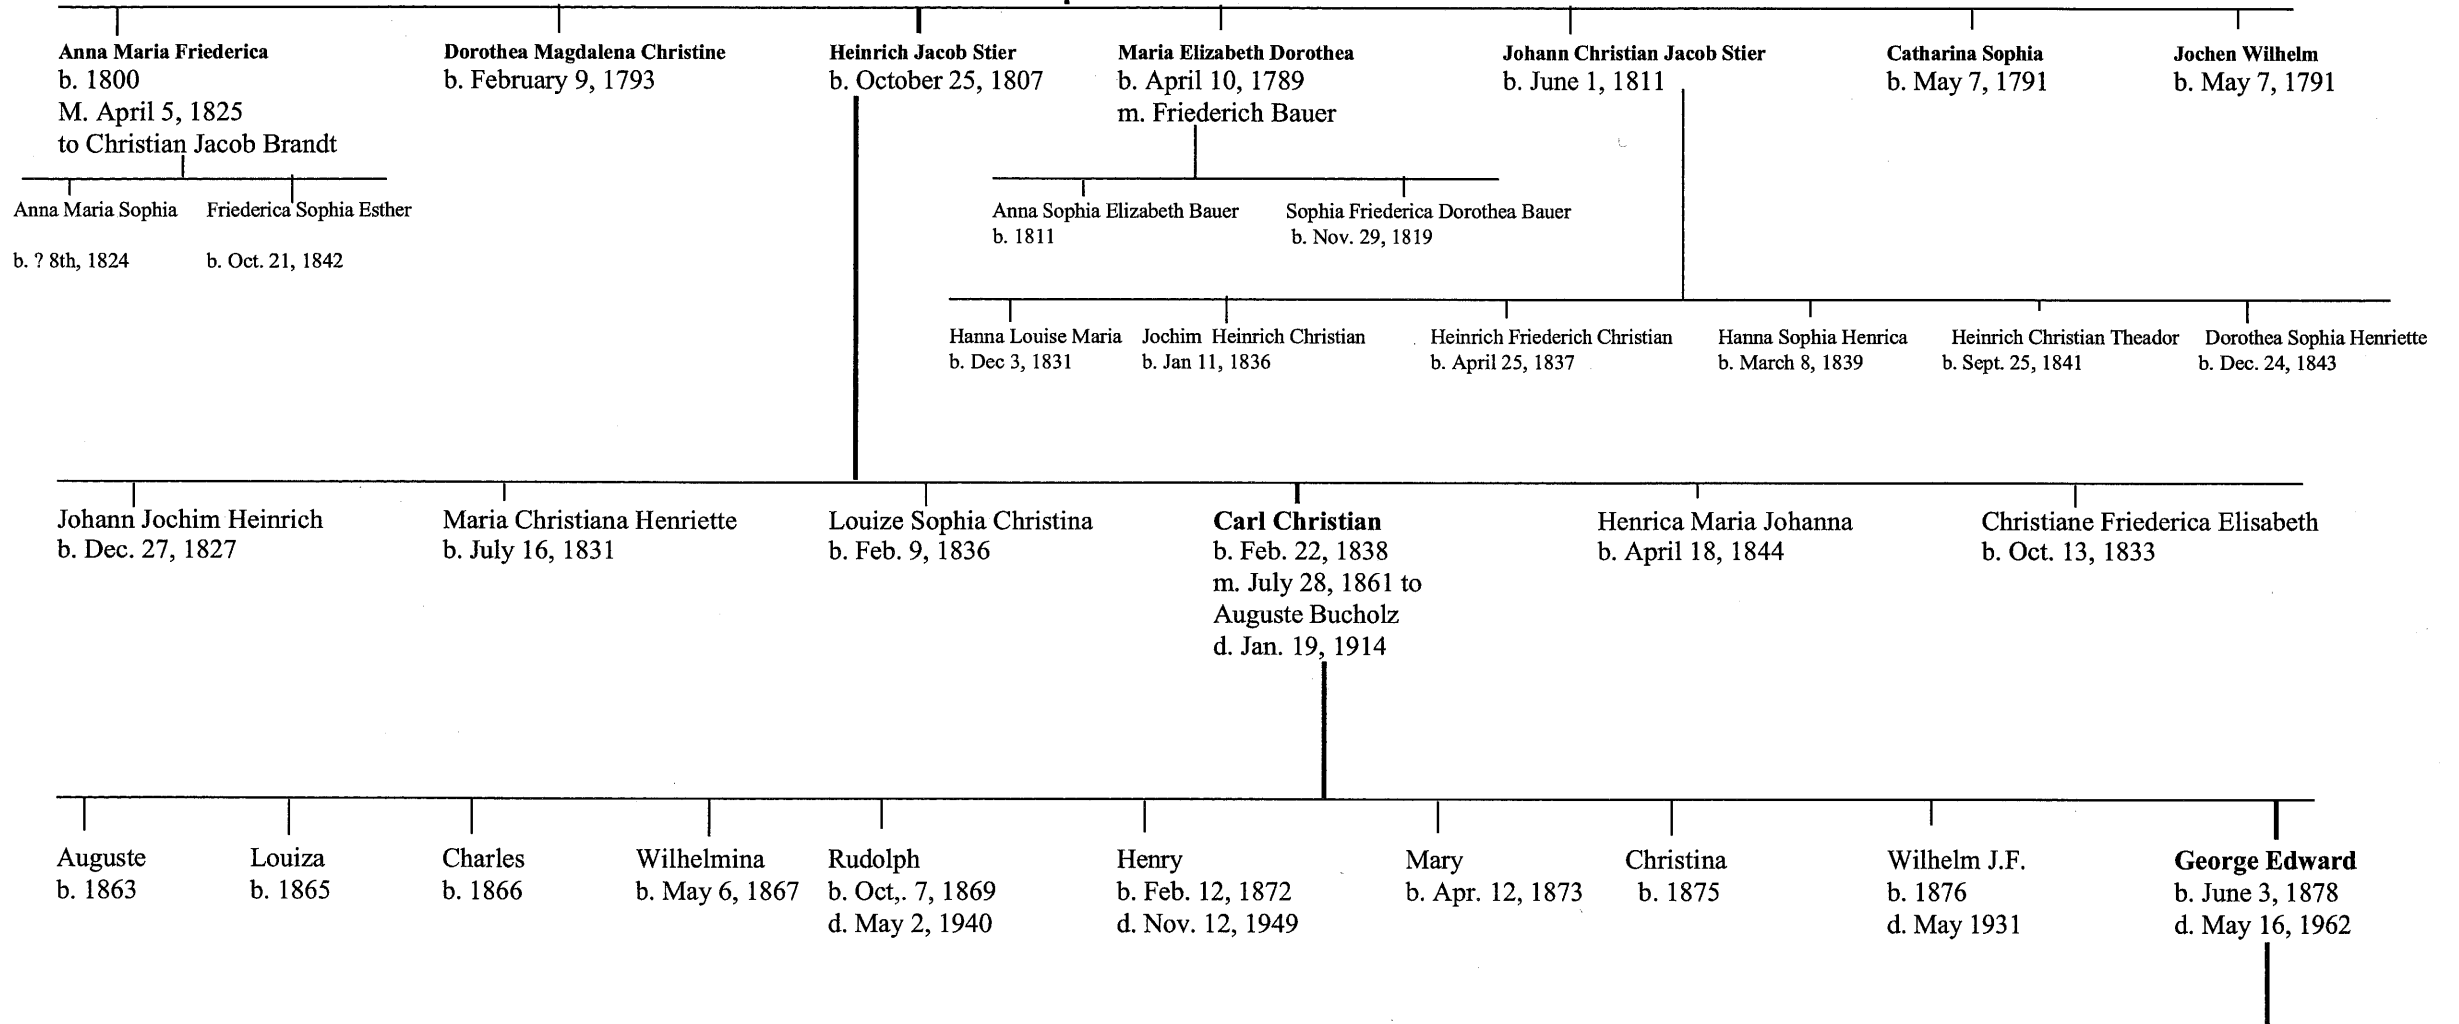 Anna Maria Friederica
b. 1800
M. April 5, 1825
to Christian Jacob Brandt
Dorothea Magdalena Christine
b. February 9, 1793
Heinrich Jacob Stier
b. October 25, 1807
Maria Elizabeth Dorothea
b. April 10, 1789
m. Friederich Bauer
Johann Christian Jacob Stier
b. June 1, 1811
Catharina Sophia
b. May 7, 1791
Jochen Wilhelm
b. May 7, 1791
Anna Maria Sophia
b. ? 8th, 1824
Friederica Sophia Esther
b. Oct. 21, 1842
Anna Sophia Elizabeth Bauer
b. 1811
Sophia Friederica Dorothea Bauer
b. Nov. 29, 1819
Hanna Louise Maria
b. Dec 3, 1831
Jochim Heinrich Christian
b. Jan 11, 1836
Heinrich Friederich Christian
b. April 25, 1837
Hanna Sophia Henrica
b. March 8, 1839
Heinrich Christian Theador
b. Sept. 25, 1841
Dorothea Sophia Henriette
b. Dec. 24, 1843
Johann Jochim Heinrich
b. Dec. 27, 1827
Maria Christiana Henriette
b. July 16, 1831
Louize Sophia Christina
b. Feb. 9, 1836
Carl Christian
b. Feb. 22, 1838
m. July 28, 1861 to
Auguste Bucholz
d. Jan. 19, 1914
Henrica Maria Johanna
b. April 18, 1844
Christiane Friederica Elisabeth
b. Oct. 13, 1833
Auguste
b. 1863
Louiza
b. 1865
Charles
b. 1866
Wilhelmina
b. May 6, 1867
Rudolph
b. Oct,. 7, 1869
d. May 2, 1940
Henry
b. Feb. 12, 1872
d. Nov. 12, 1949
Mary
b. Apr. 12, 1873
Christina
b. 1875
Wilhelm J.F.
b. 1876
d. May 1931
George Edward
b. June 3, 1878
d. May 16, 1962